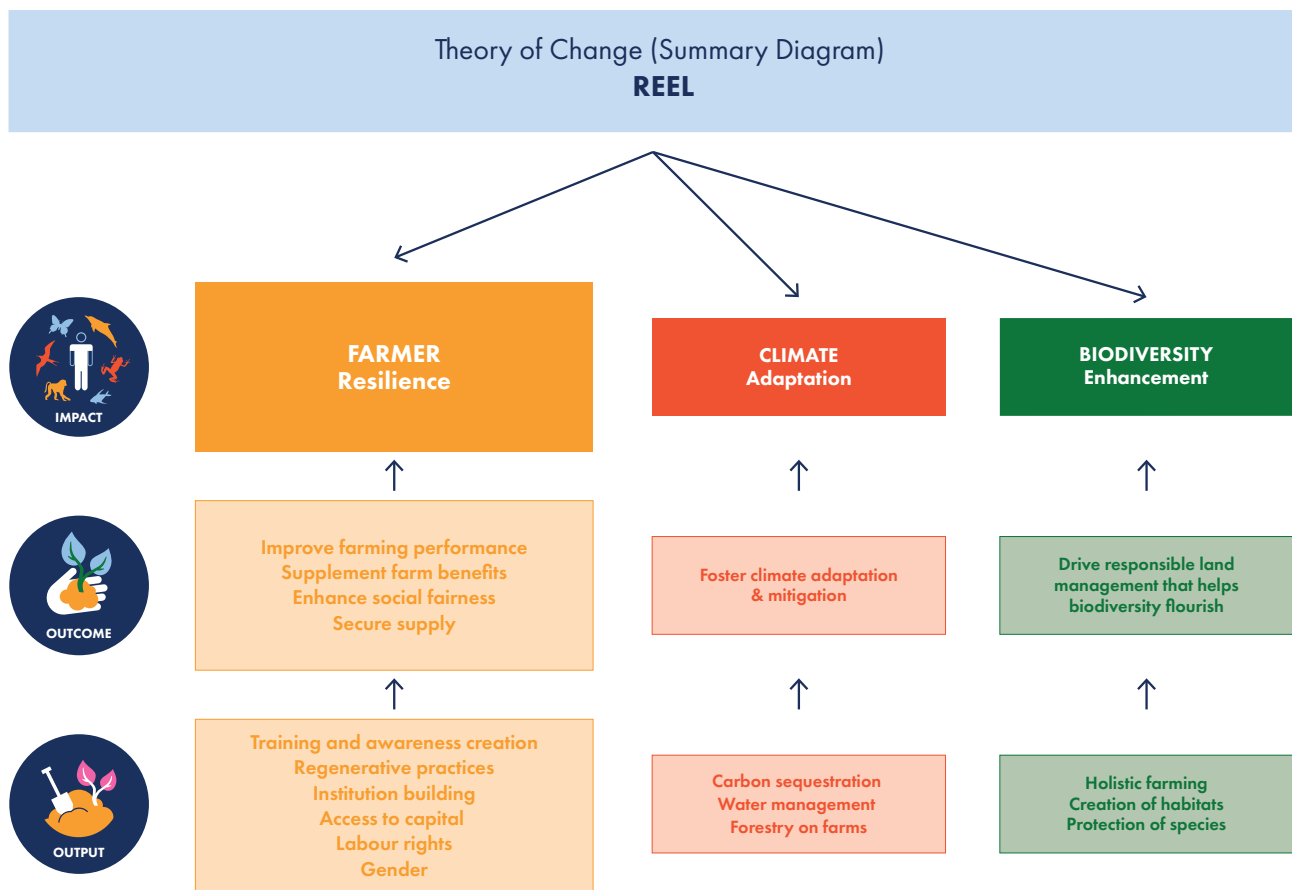 Theory of Change (Summary Diagram)
REEL
IMPACT
FARMER
Resilience
CLIMATE
Adaptation
BIODIVERSITY
Enhancement
OUTCOME
Improve farming performance
Supplement farm benefits
Enhance social fairness
Secure supply
Foster climate adaptation
& mitigation
Drive responsible land
management that helps
biodiversity flourish
OUTPUT
Training and awareness creation
Regenerative practices
Institution building
Access to capital
Labour rights
Gender
Carbon sequestration
Water management
Forestry on farms
Holistic farming
Creation of habitats
Protection of species